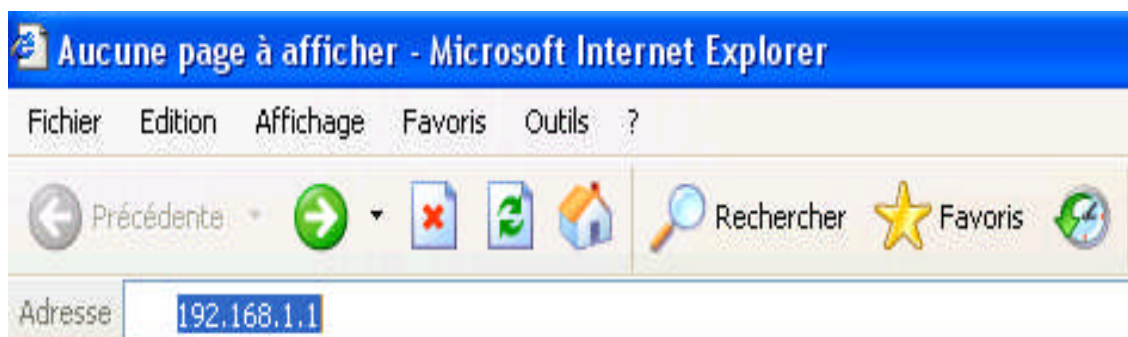 Aucune page à afficher - Microsoft Internet Explorer
Fichier Edition Affichage Favoris Outils ?
Précédente Rechercher Favoris
Adresse 192.168.1.1